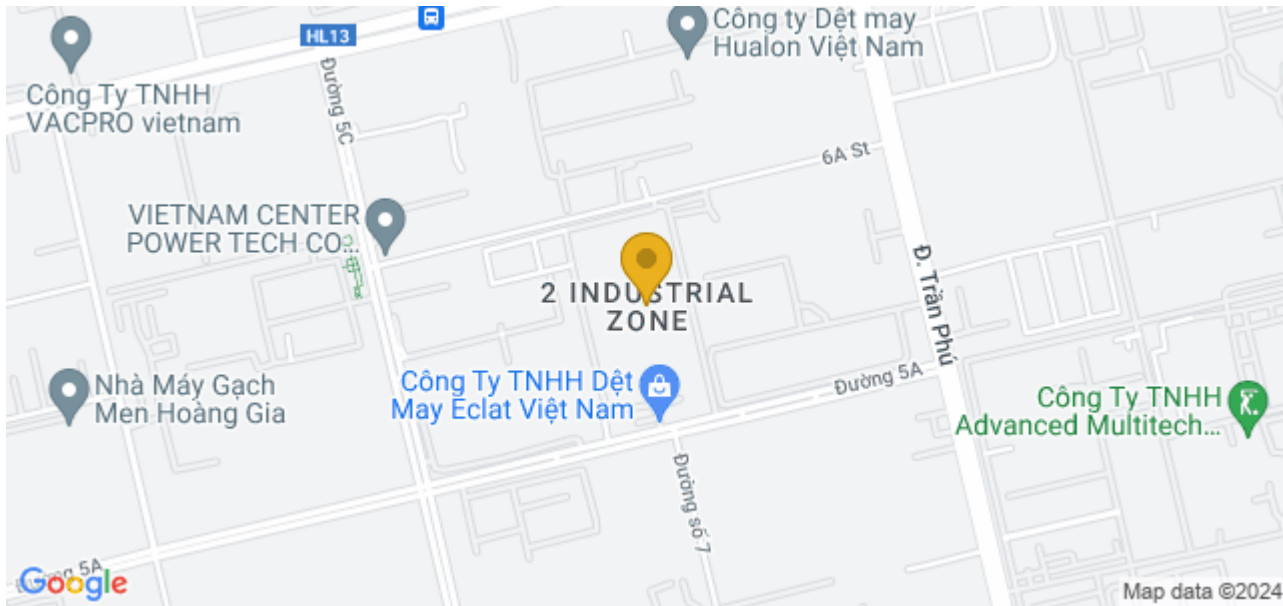 Công ty Dệt may
Hualon Việt Nam
HL13
Công Ty TNHH
VACPRO vietnam
Đường 5C
6A St
VIETNAM CENTER
POWER TECH CO...
2 INDUSTRIAL
ZONE
Đ. Trần Phú
Nhà Máy Gạch
Men Hoàng Gia
Công Ty TNHH Dệt
May Eclat Việt Nam
Đường 5A
Công Ty TNHH
Advanced Multitech...
Đường số 7
Đường 5A
Google
Map data ©2024